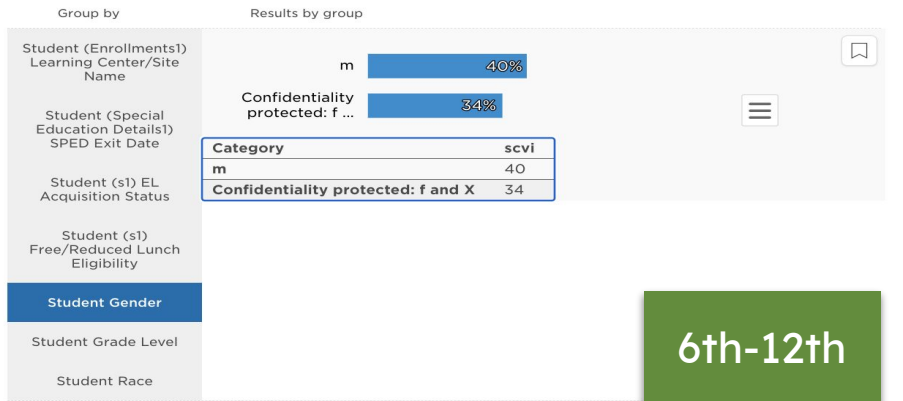 Group by
Results by group
Student (Enrollments1)
Learning Center/Site
Name
Student (Special
Education Details1)
SPED Exit Date
Student (s1) EL
Acquisition Status
Student (s1)
Free/Reduced Lunch
Eligibility
Student Gender
Student Grade Level
Student Race
m
40%
Confidentiality
protected: f ...
34%
Category scvi
m 40
Confidentiality protected: f and X 34
6th-12th